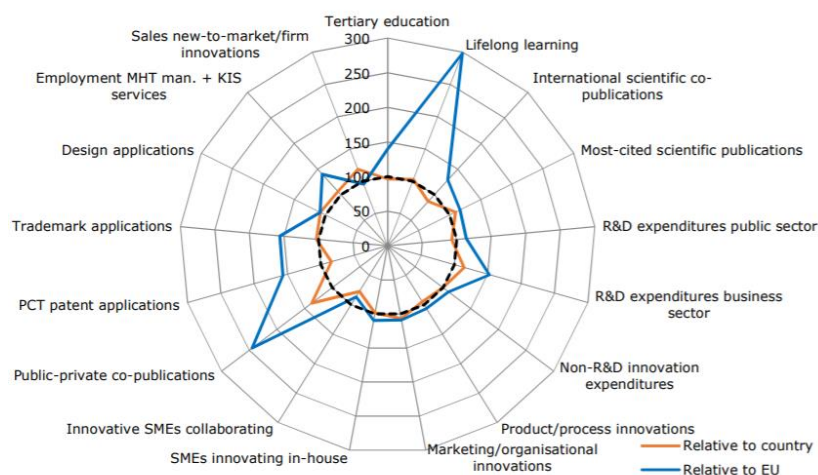 Tertiary education
Sales new-to-market/firm
innovations
Lifelong learning
Employment MHT man. + KIS
services
International scientific co-
publications
Design applications
Most-cited scientific publications
Trademark applications
R&D expenditures public sector
PCT patent applications
R&D expenditures business
sector
Public-private co-publications
Non-R&D innovation
expenditures
Innovative SMEs collaborating
Product/process innovations
SMEs innovating in-house
Marketing/organisational
innovations
300
250
200
150
100
50
0
Relative to country
Relative to EU